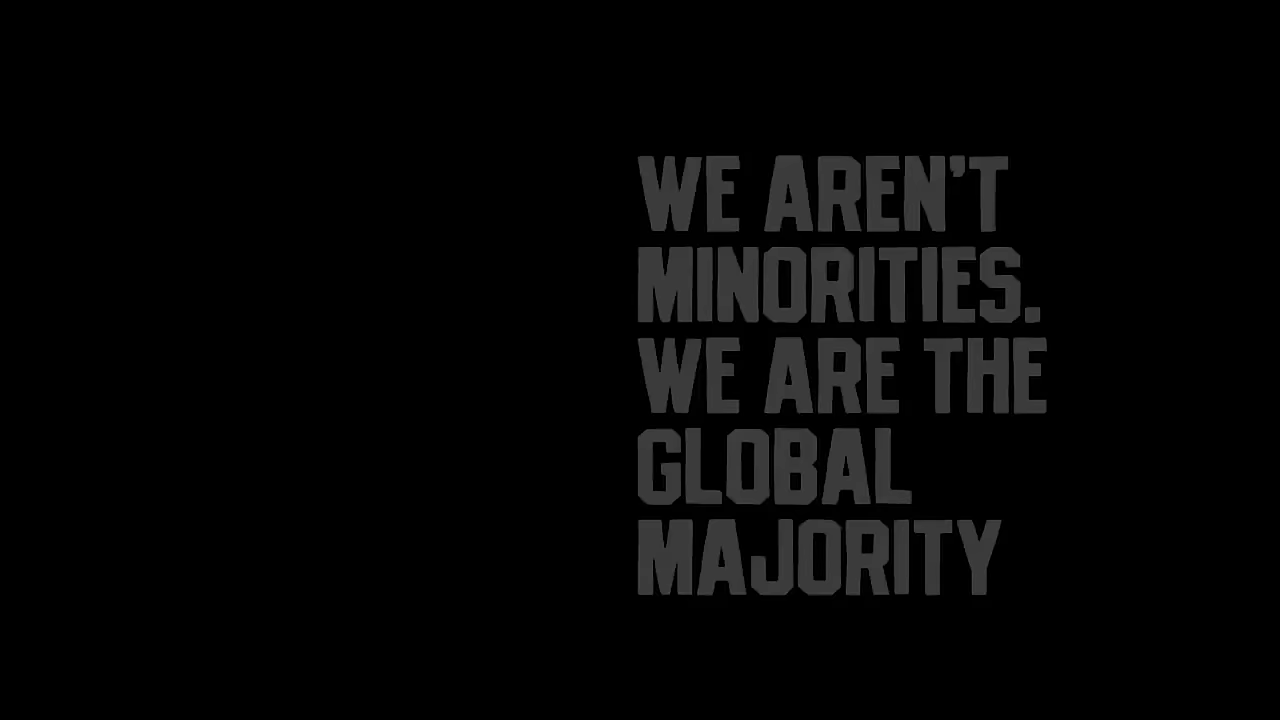 WE AREN'T
MINORITIES.
WE ARE THE
GLOBAL
MAJORITY